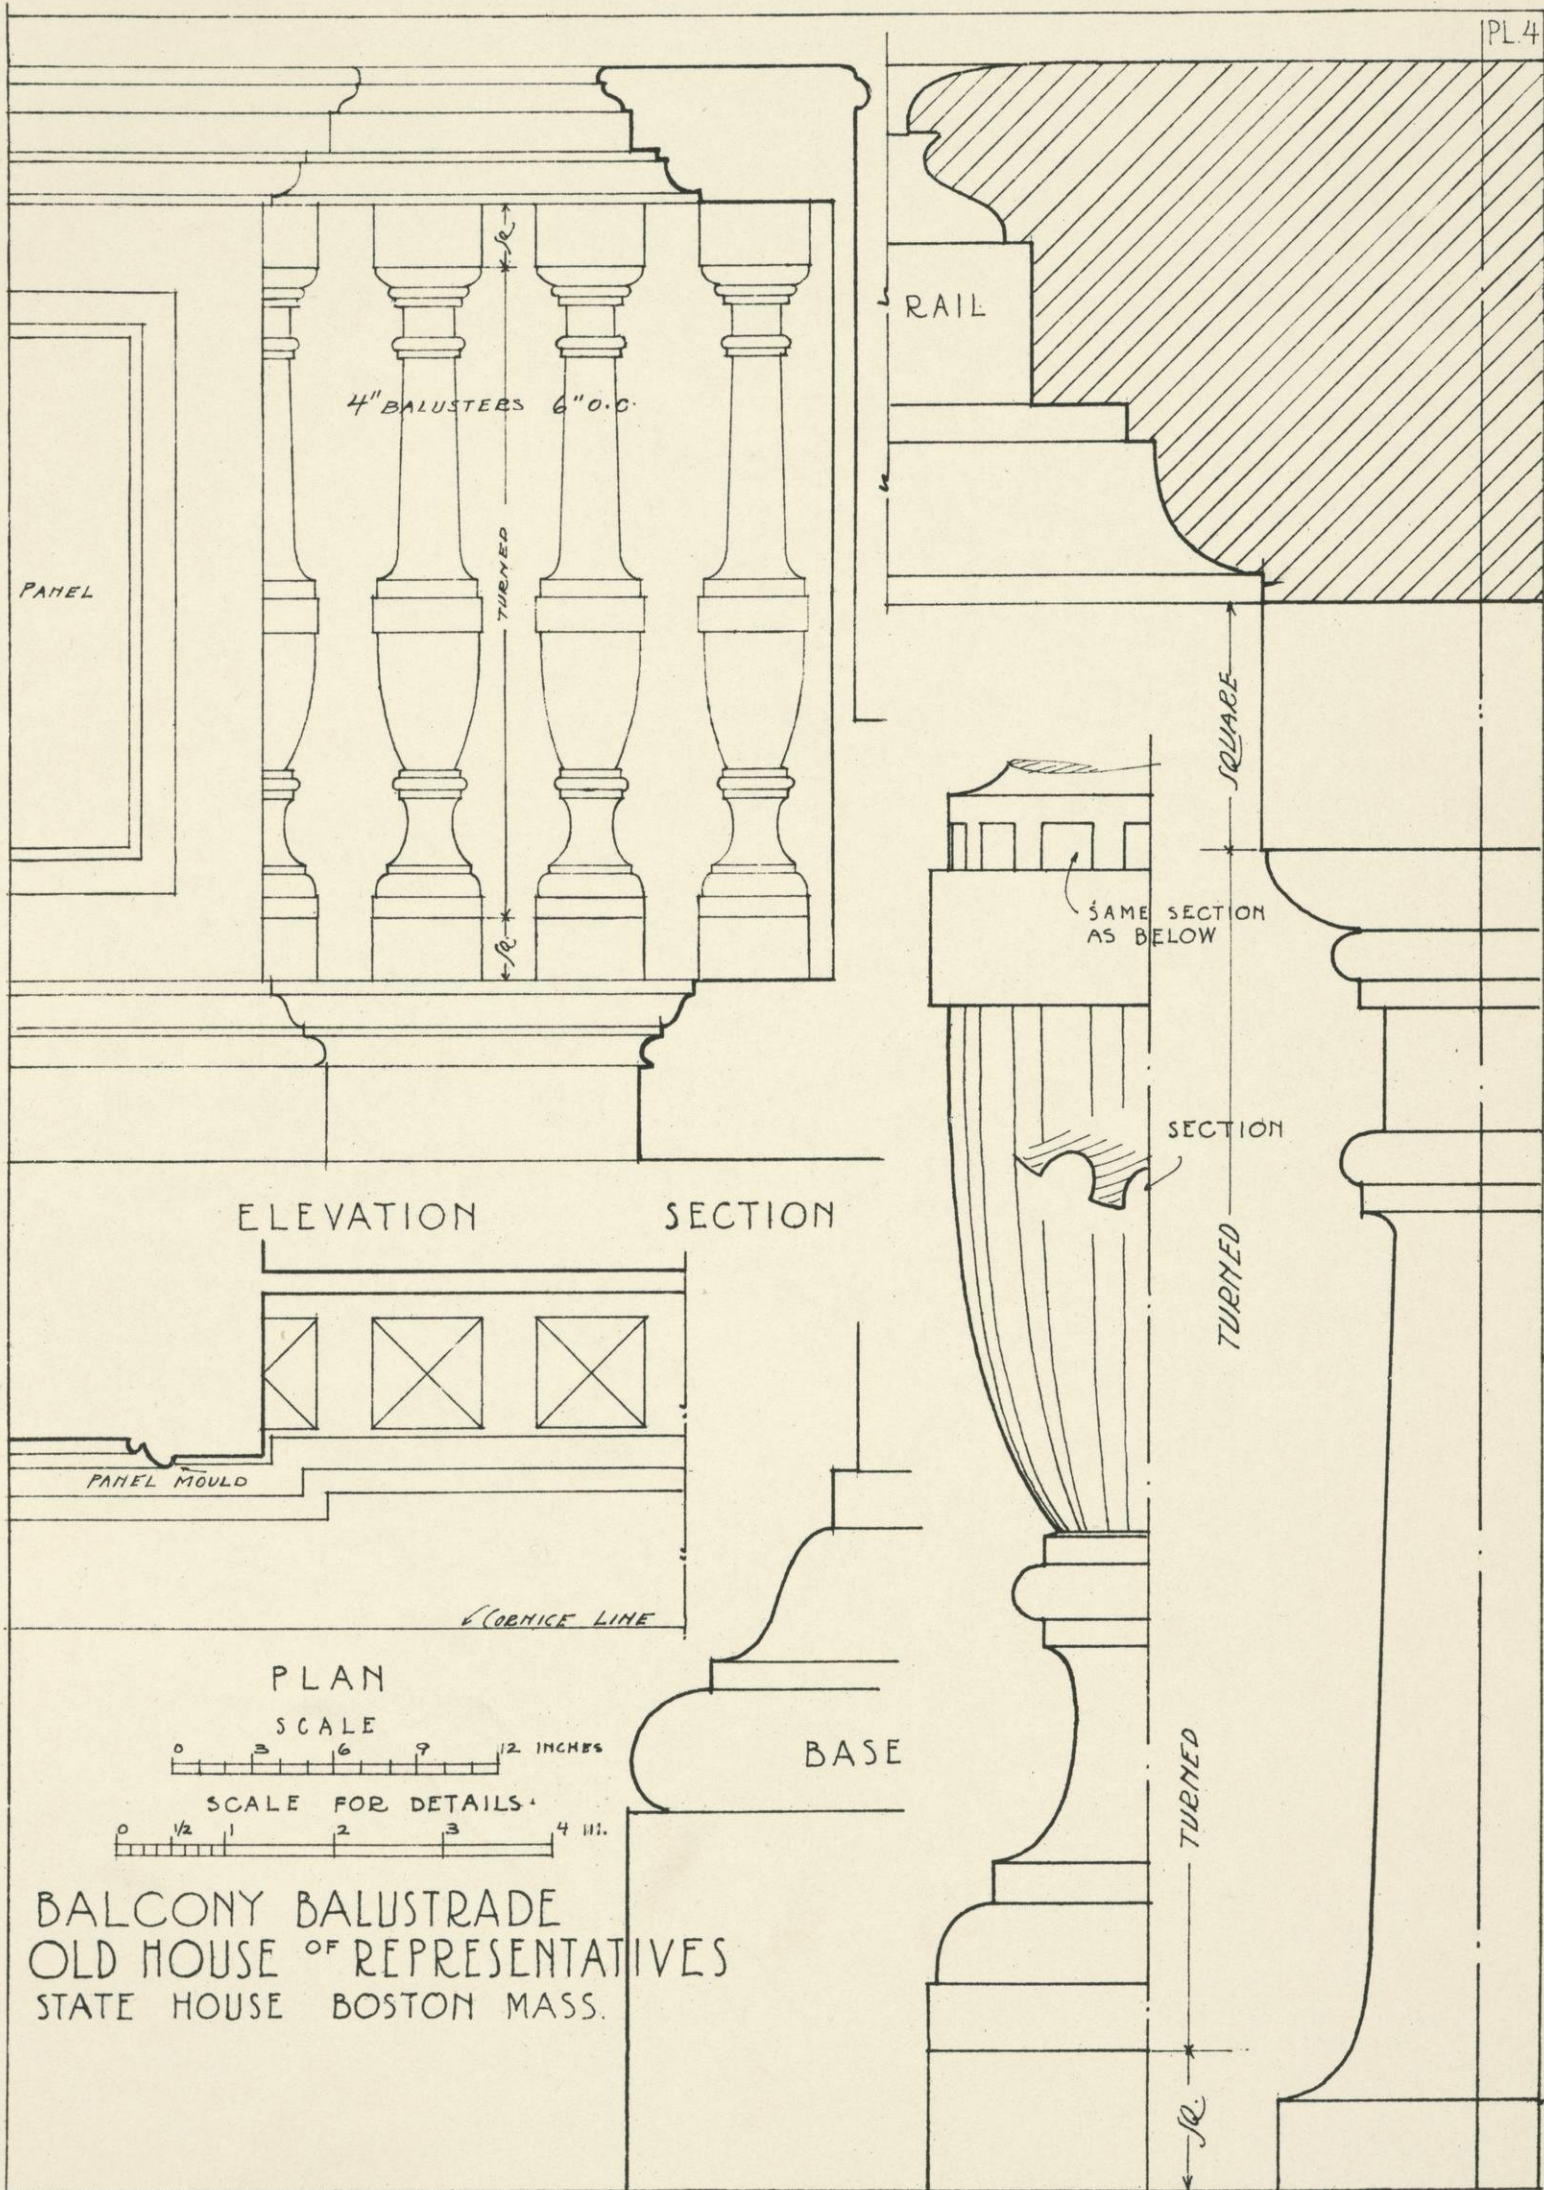 PL. 4
SQ.
RAIL
4" BALUSTERS 6" O.C.
TURNED
PANEL
SQUARE
SAME SECTION
AS BELOW
SQ.
SECTION
ELEVATION SECTION
TURNED
PANEL MOULD
CORNICE LINE
PLAN
SCALE
0 3 6 9 12 INCHES
BASE
SCALE FOR DETAILS.
0 1/2 1 2 3 4 IN.
TURNED
BALCONY BALUSTRADE
OLD HOUSE OF REPRESENTATIVES
STATE HOUSE BOSTON MASS.
SQ.